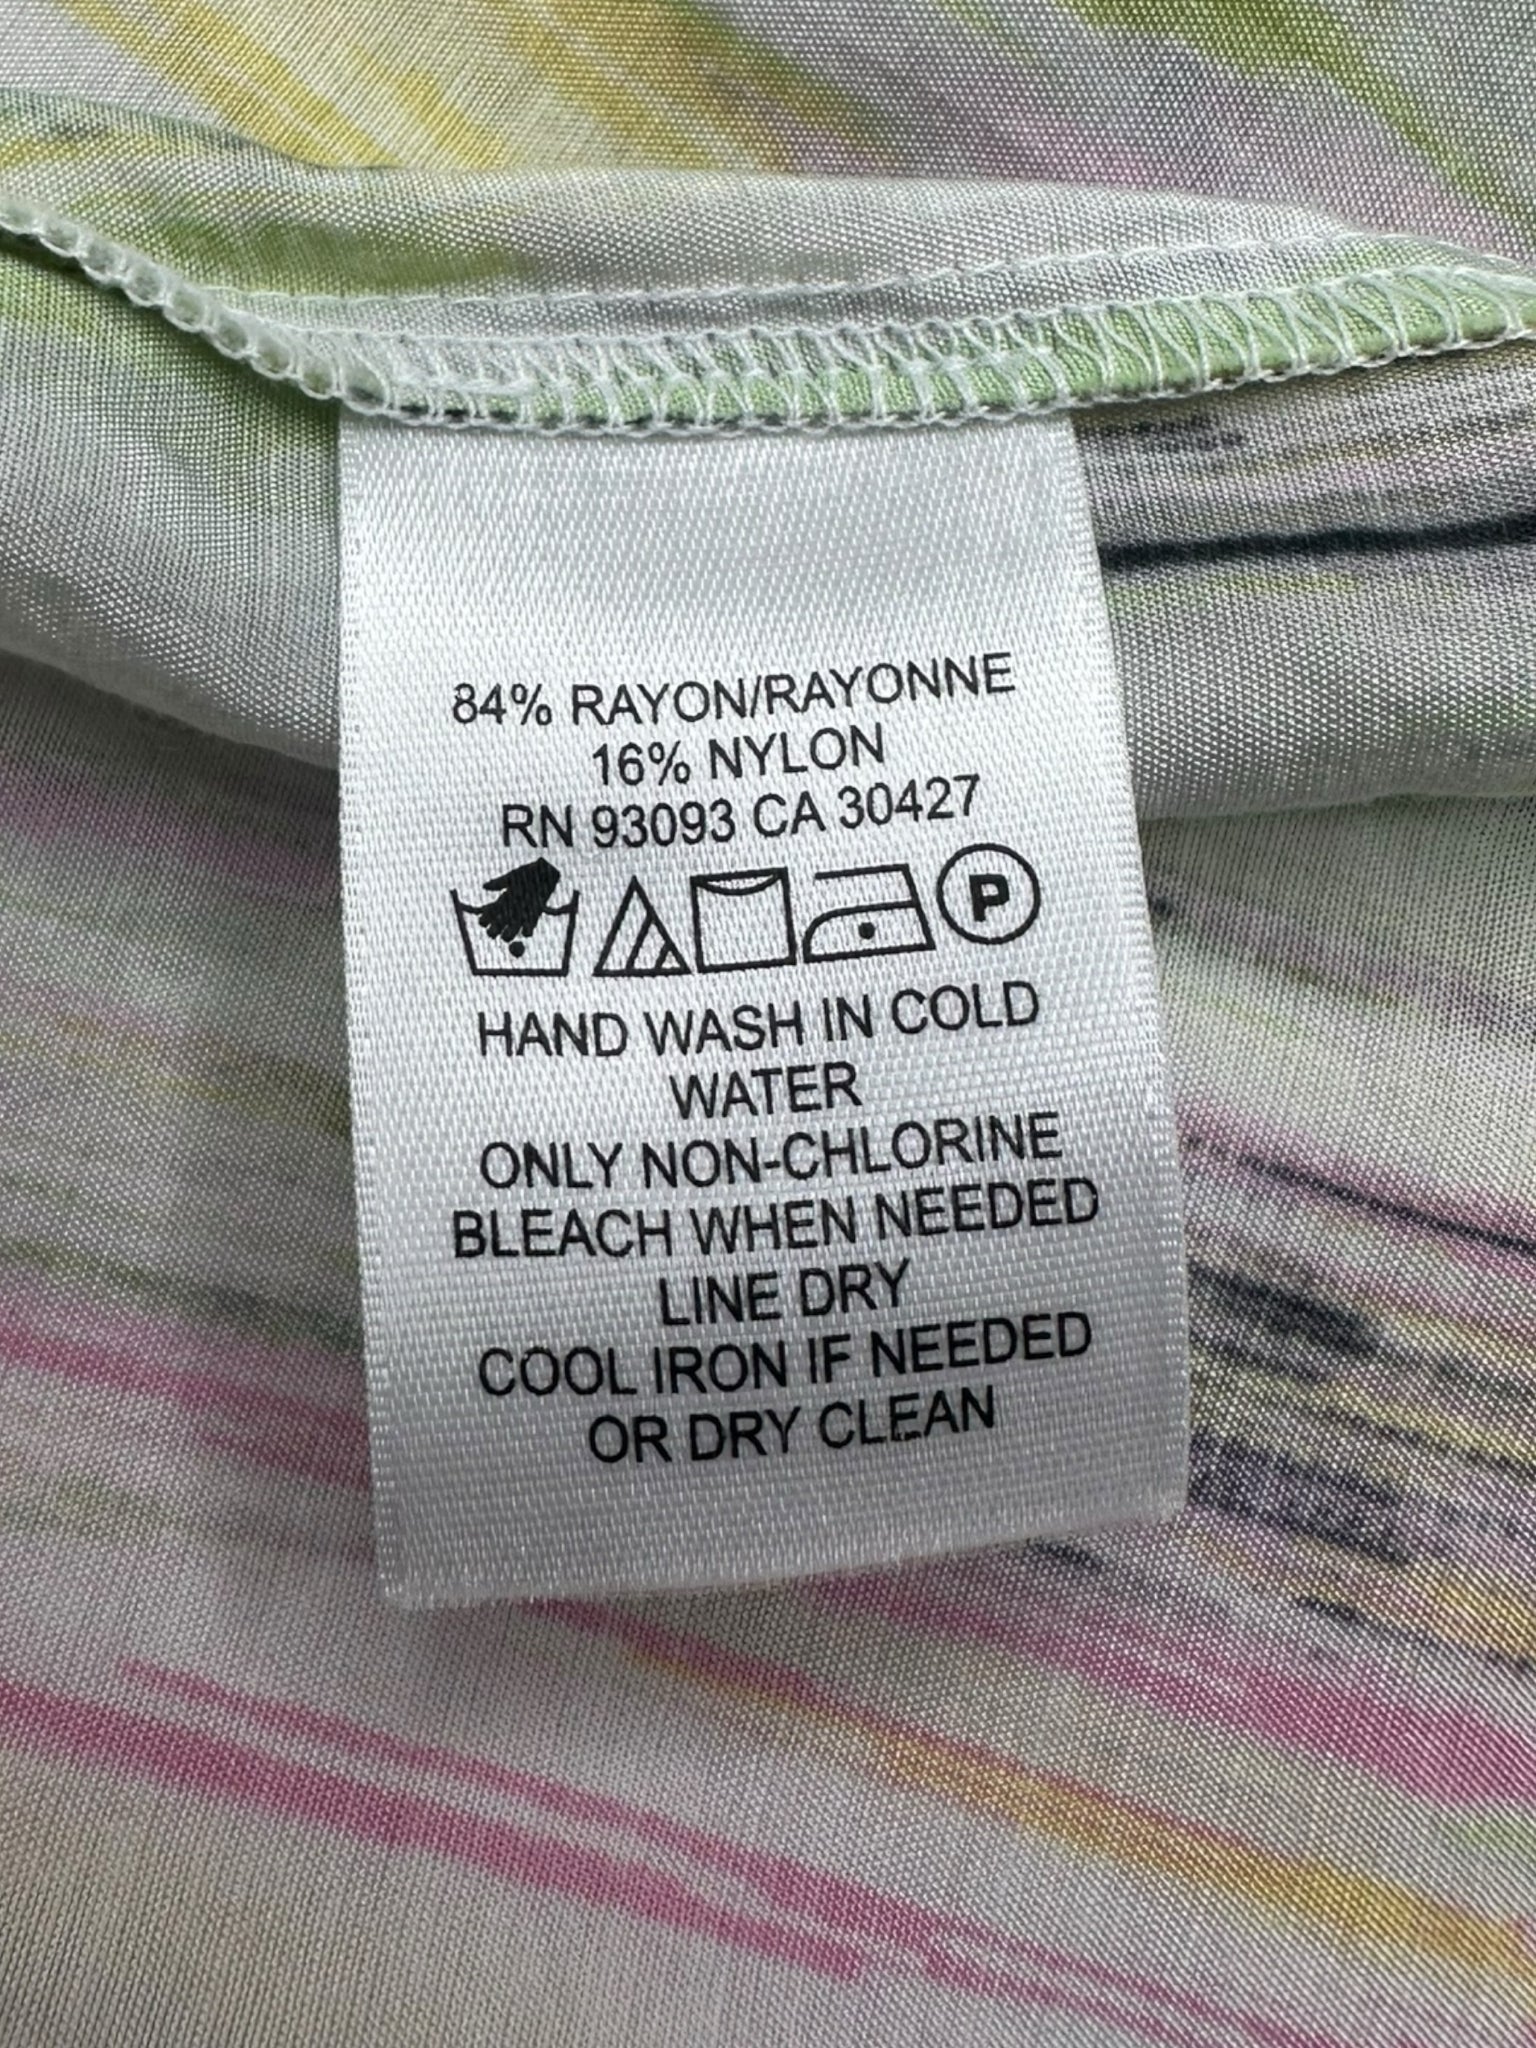 84% RAYON/RAYONNE
16% NYLON
RN 93093 CA 30427
P
HAND WASH IN COLD
WATER
ONLY NON-CHLORINE
BLEACH WHEN NEEDED
LINE DRY
COOL IRON IF NEEDED
OR DRY CLEAN